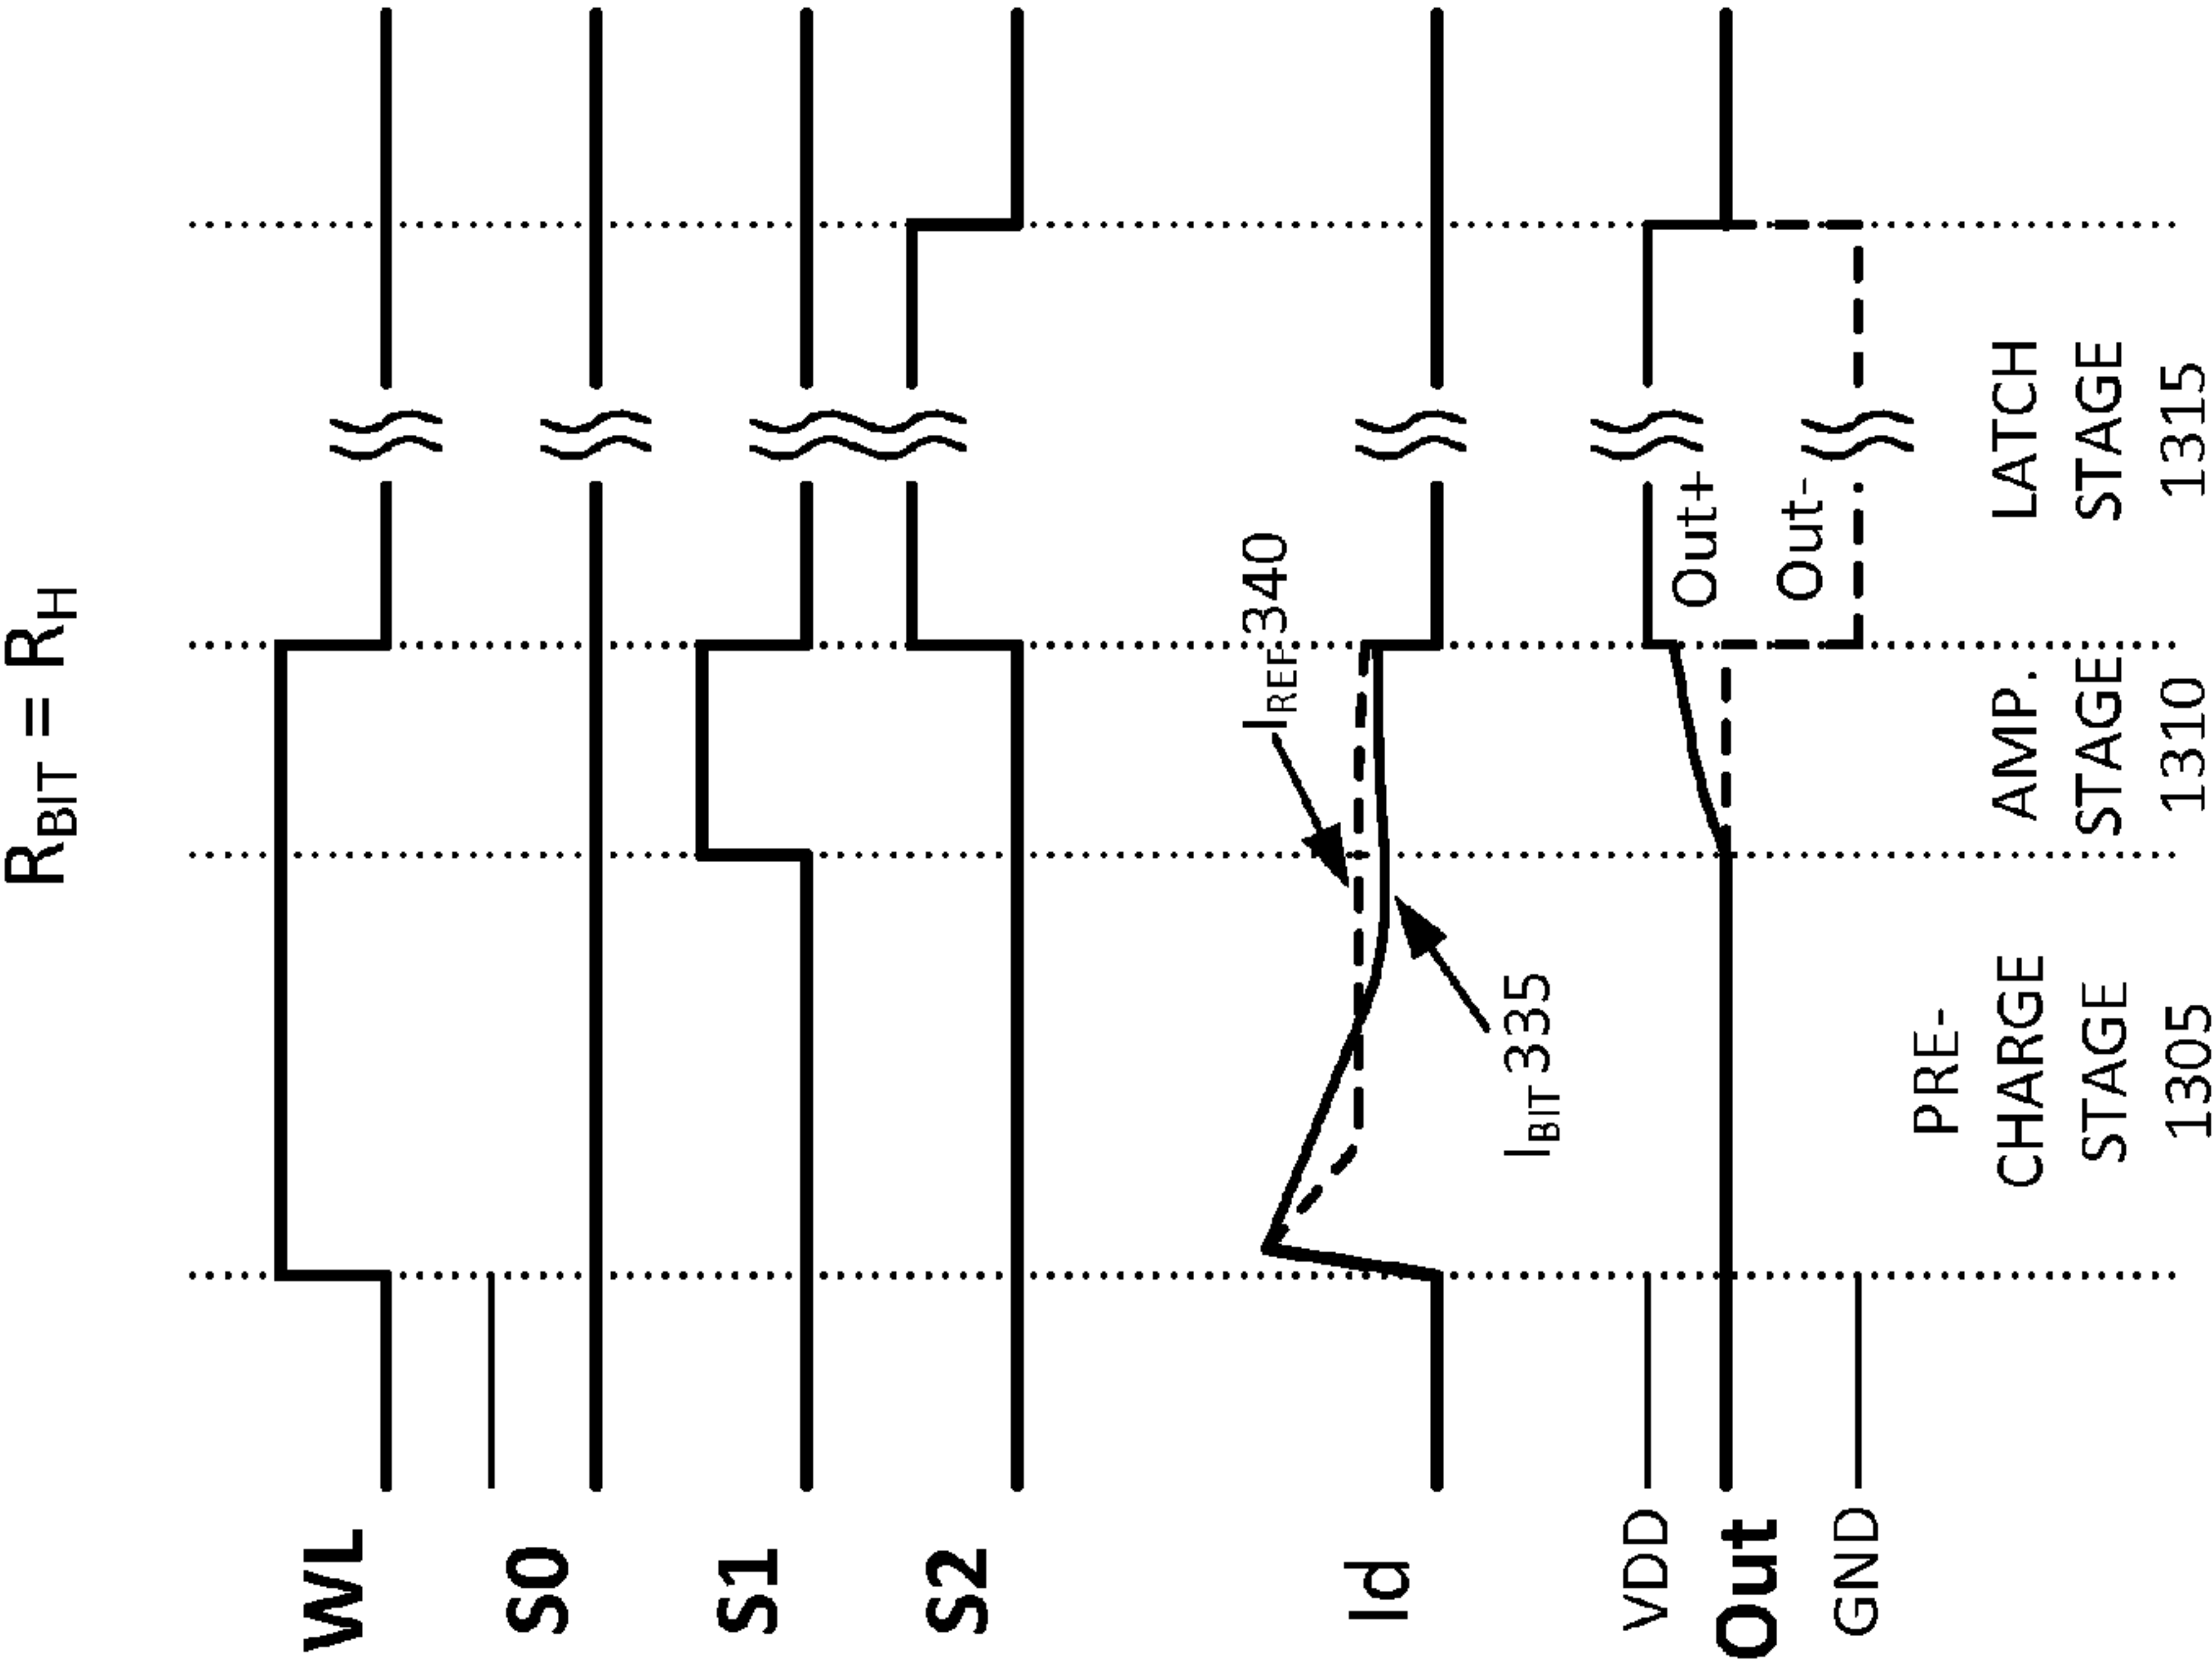 R_BIT = R_H
WL
S0
S1
S2
I_REF 340
Id
I_BIT 335
VDD
Out+
Out
Out-
GND
PRE-
CHARGE
STAGE
1305
AMP.
STAGE
1310
LATCH
STAGE
1315